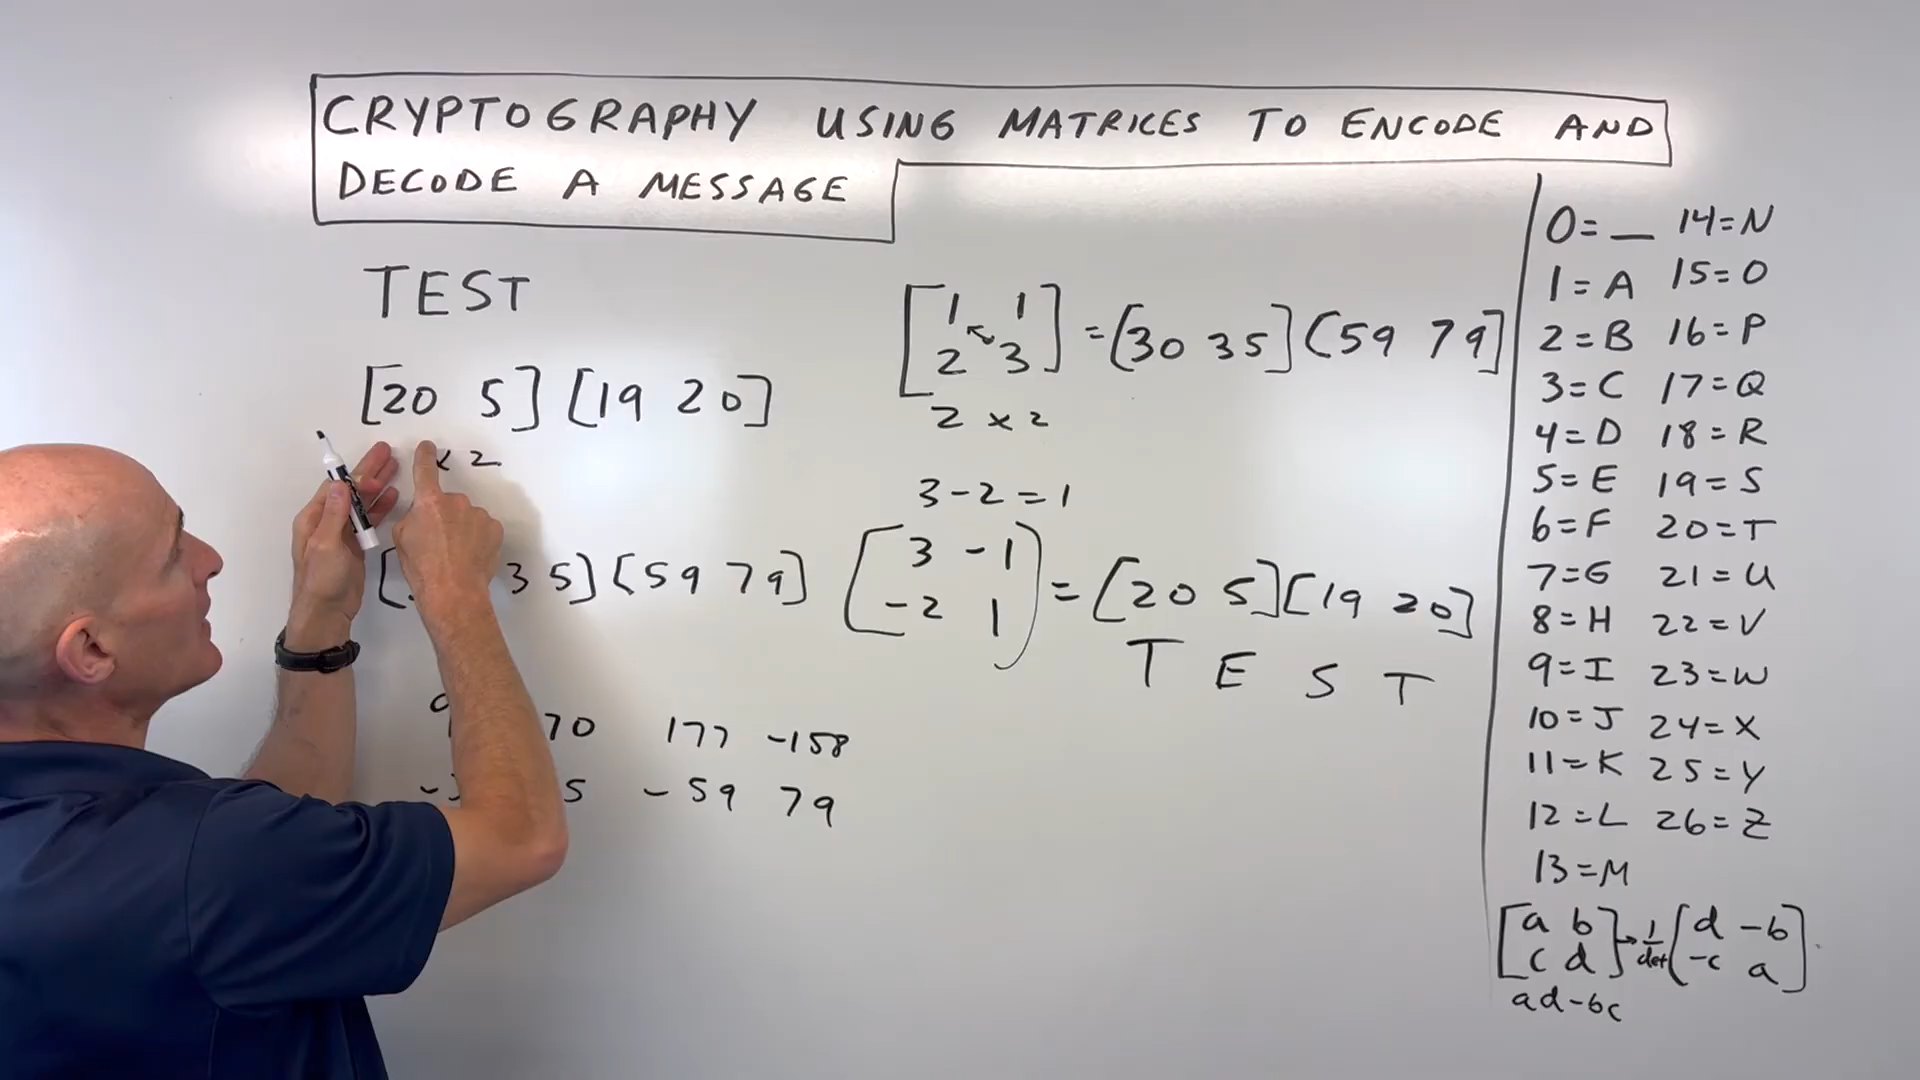 CRYPTOGRAPHY USING MATRICES TO ENCODE AND
DECODE A MESSAGE
TEST
[20 5] [19 20]
x 2
[ 35] [59 79]
70 177 -158
5 -59 79
[1 1
2 3] = [30 35] [59 79]
2 x 2
3-2=1
[3 -1
-2 1] = [20 5] [19 20]
T E S T
0=_ 14=N
1=A 15=O
2=B 16=P
3=C 17=Q
4=D 18=R
5=E 19=S
6=F 20=T
7=G 21=U
8=H 22=V
9=I 23=W
10=J 24=X
11=K 25=Y
12=L 26=Z
13=M
[a b
c d] → 1/det [d -b
-c a]
ad-bc